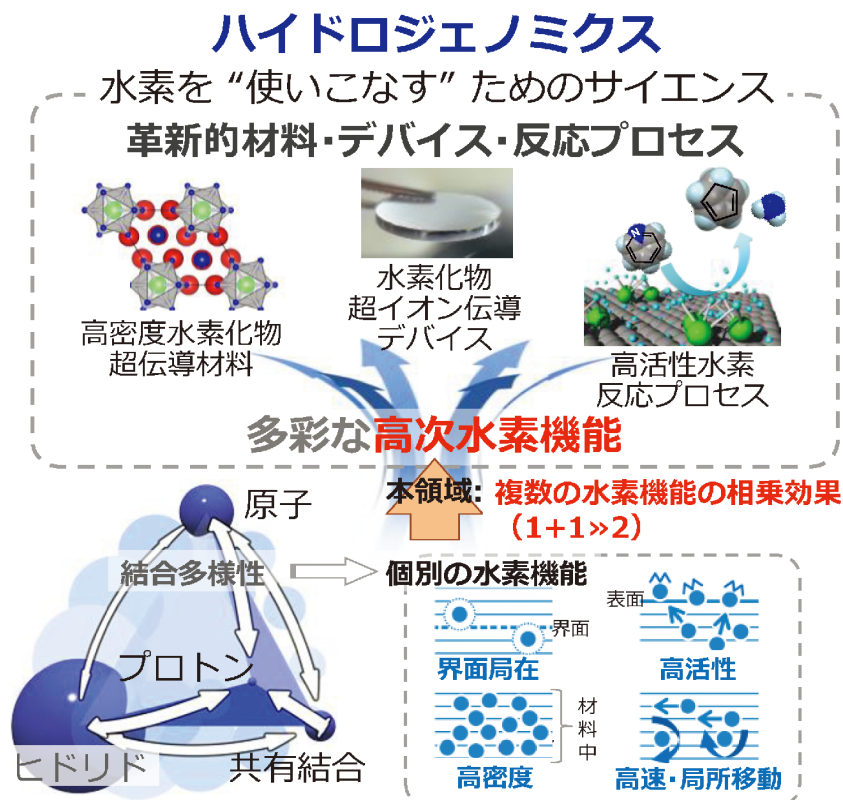 ハイドロジェノミクス
水素を “使いこなす” ためのサイエンス
革新的材料・デバイス・反応プロセス
高密度水素化物
超伝導材料
水素化物
超イオン伝導
デバイス
N
高活性水素
反応プロセス
多彩な高次水素機能
本領域: 複数の水素機能の相乗効果
（1+1»2）
原子
結合多様性
プロトン
ヒドリド
共有結合
個別の水素機能
界面
界面局在
表面
高活性
材料中
高密度
高速・局所移動